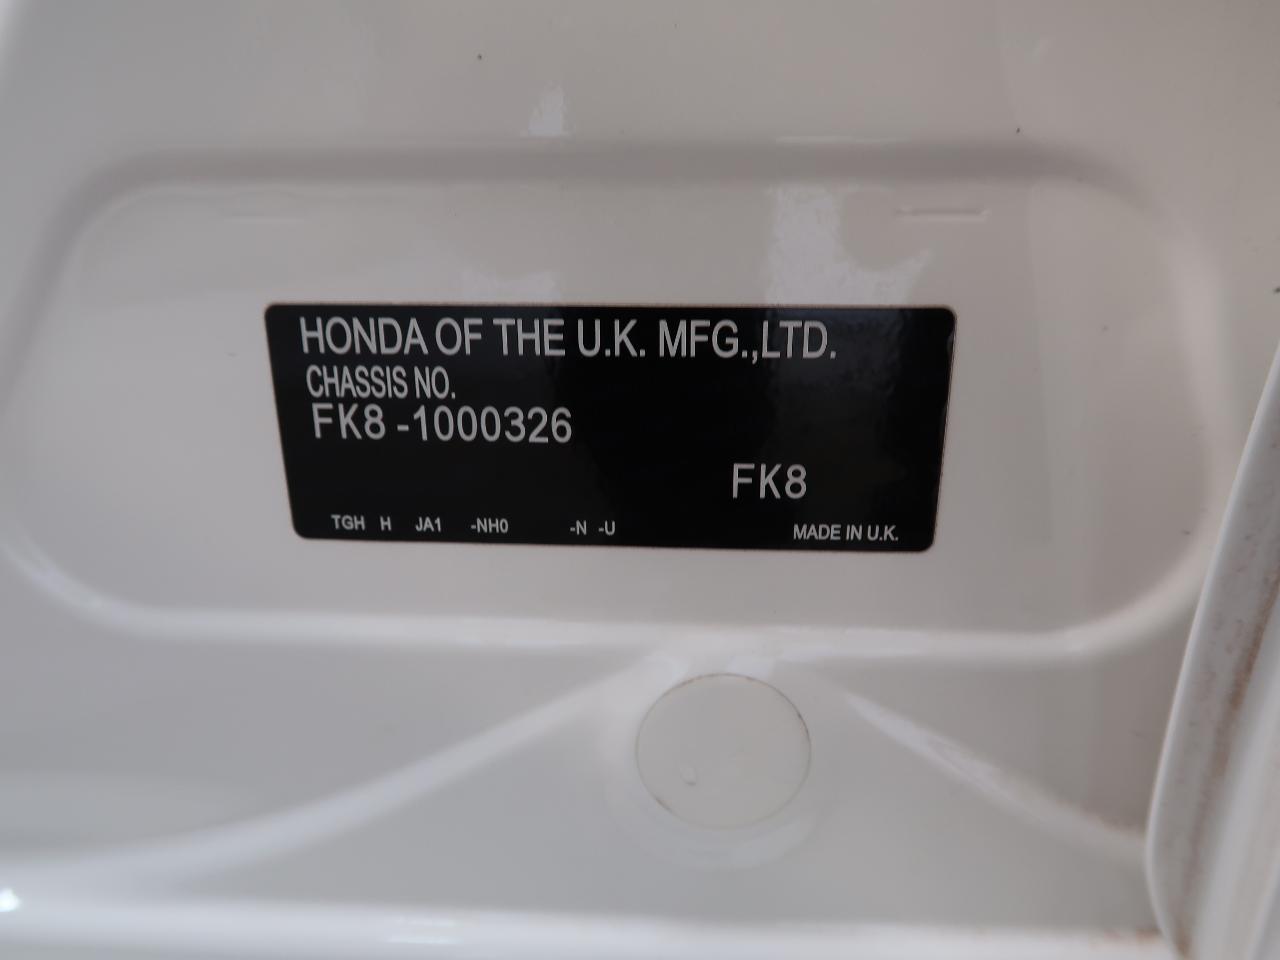 HONDA OF THE U.K. MFG.,LTD.
CHASSIS NO.
FK8 -1000326
FK8
TGH H JA1 -NH0 -N -U MADE IN U.K.